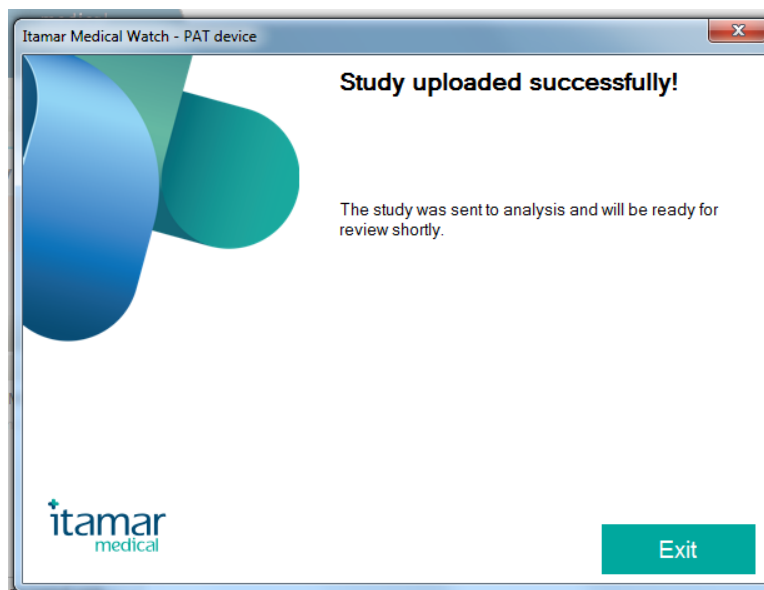 Itamar Medical Watch - PAT device
Study uploaded successfully!
The study was sent to analysis and will be ready for
review shortly.
itamar
medical
Exit